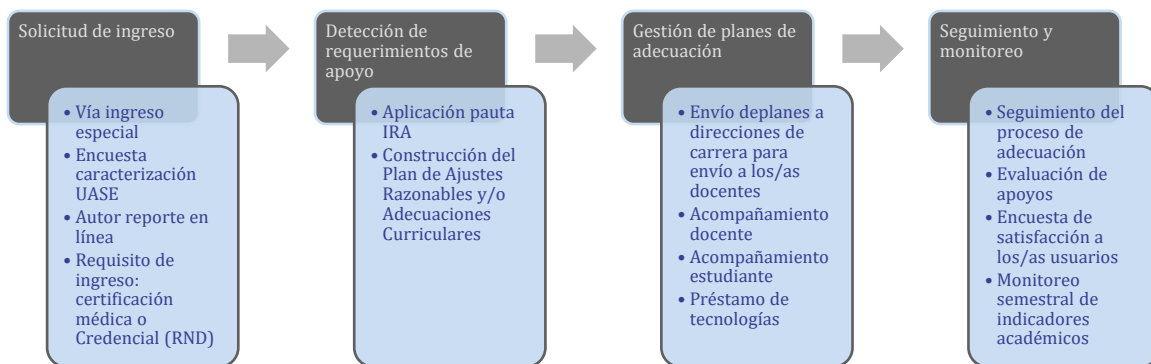 Solicitud de ingreso
• Vía ingreso
especial
• Encuesta
caracterización
UASE
• Autor reporte en
línea
• Requisito de
ingreso:
certificación
médica o
Credencial (RND)
Detección de
requerimientos de
apoyo
• Aplicación pauta
IRA
• Construcción del
Plan de Ajustes
Razonables y/o
Adecuaciones
Curriculares
Gestión de planes de
adecuación
• Envío deplanes a
direcciones de
carrera para
envío a los/as
docentes
• Acompañamiento
docente
• Acompañamiento
estudiante
• Préstamo de
tecnologías
Seguimiento y
monitoreo
• Seguimiento del
proceso de
adecuación
• Evaluación de
apoyos
• Encuesta de
satisfacción a
los/as usuarios
• Monitoreo
semestral de
indicadores
académicos